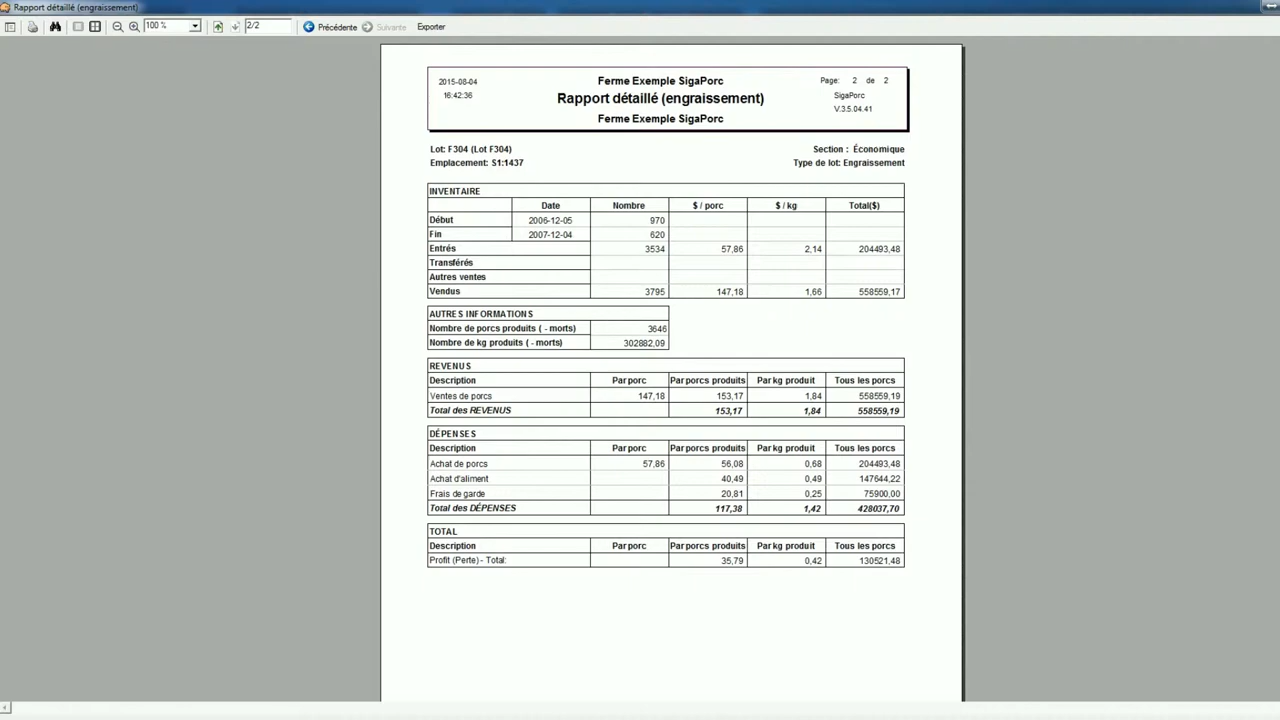 Rapport détaillé (engraissement)
100 % 2/2 Précédente Suivante Exporter
2015-08-04 Ferme Exemple SigaPorc Page: 2 de 2
16:42:36 Rapport détaillé (engraissement) SigaPorc
Ferme Exemple SigaPorc V.3.5.04.41
Lot: F304 (Lot F304) Section : Économique
Emplacement: S1:1437 Type de lot: Engraissement
INVENTAIRE
Date Nombre $ / porc $ / kg Total($)
Début 2006-12-05 970
Fin 2007-12-04 620
Entrés 3534 57,86 2,14 204493,48
Transférés
Autres ventes
Vendus 3795 147,18 1,66 558559,17
AUTRES INFORMATIONS
Nombre de porcs produits ( - morts) 3646
Nombre de kg produits ( - morts) 302882,09
REVENUS
Description Par porc Par porcs produits Par kg produit Tous les porcs
Ventes de porcs 147,18 153,17 1,84 558559,19
Total des REVENUS 153,17 1,84 558559,19
DÉPENSES
Description Par porc Par porcs produits Par kg produit Tous les porcs
Achat de porcs 57,86 56,08 0,68 204493,48
Achat d'aliment 40,49 0,49 147644,22
Frais de garde 20,81 0,25 75900,00
Total des DÉPENSES 117,38 1,42 428037,70
TOTAL
Description Par porc Par porcs produits Par kg produit Tous les porcs
Profit (Perte) - Total: 35,79 0,42 130521,48